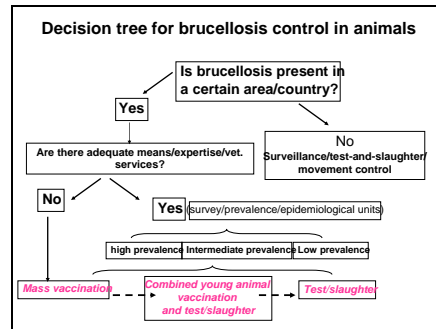 Decision tree for brucellosis control in animals
Is brucellosis present in
a certain area/country?
Yes
No
Surveillance/test-and-slaughter/
movement control
Are there adequate means/expertise/vet.
services?
No
Yes (survey/prevalence/epidemiological units)
high prevalence
Intermediate prevalence
Low prevalence
Mass vaccination
Combined young animal
vaccination
and test/slaughter
Test/slaughter